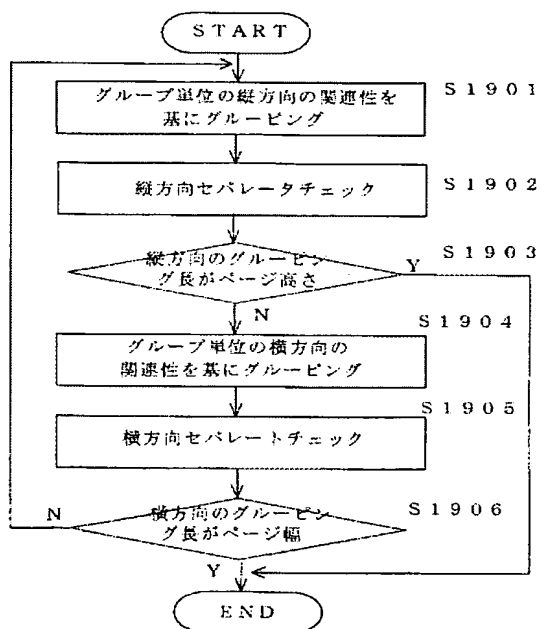 START
グループ単位の縦方向の関連性を
基にグルーピング
S1901
縦方向セパレータチェック
S1902
縦方向のグルーピン
グ長がページ高さ
S1903
Y
N
グループ単位の横方向の
関連性を基にグルーピング
S1904
横方向セパレートチェック
S1905
横方向のグルーピン
グ長がページ幅
S1906
N
Y
END